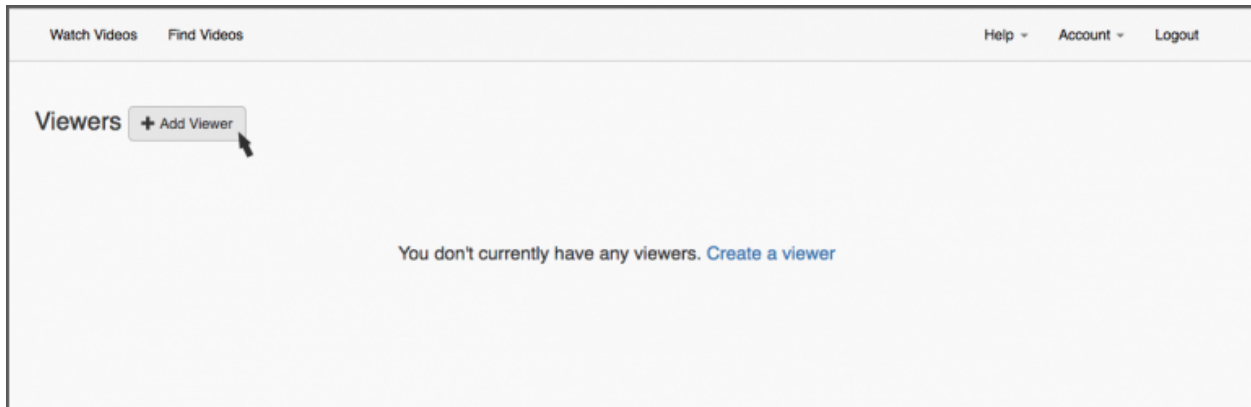 Watch Videos Find Videos Help Account Logout
Viewers + Add Viewer
You don't currently have any viewers. Create a viewer